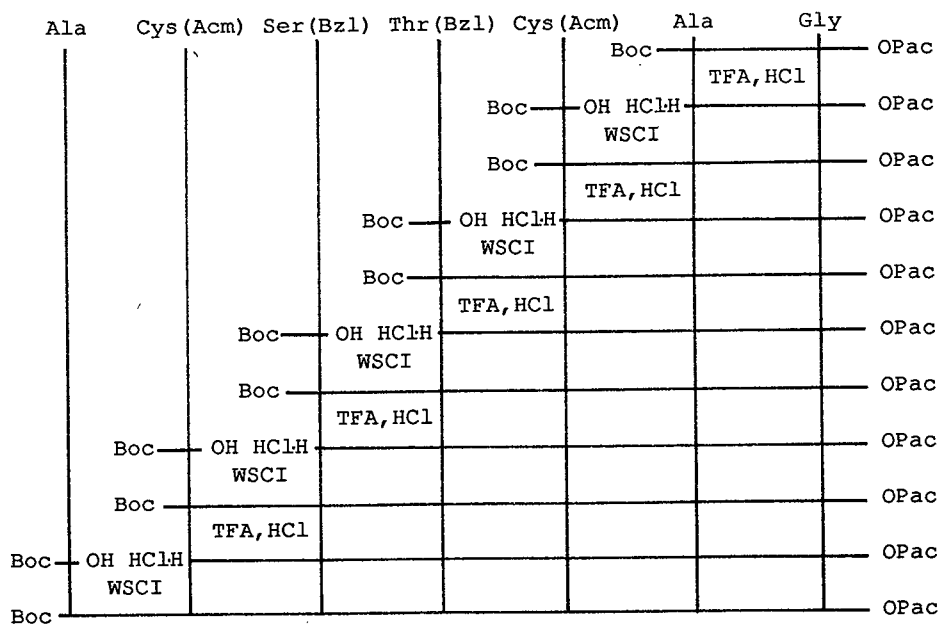 Ala Cys(Acm) Ser(Bzl) Thr(Bzl) Cys(Acm) Ala Gly
Boc OPac
TFA,HCl
Boc OH HCl·H OPac
WSCI
Boc OPac
TFA,HCl
Boc OH HCl·H OPac
WSCI
Boc OPac
TFA,HCl
Boc OH HCl·H OPac
WSCI
Boc OPac
TFA,HCl
Boc OH HCl·H OPac
WSCI
Boc OPac
TFA,HCl
Boc OH HCl·H OPac
WSCI
Boc OPac